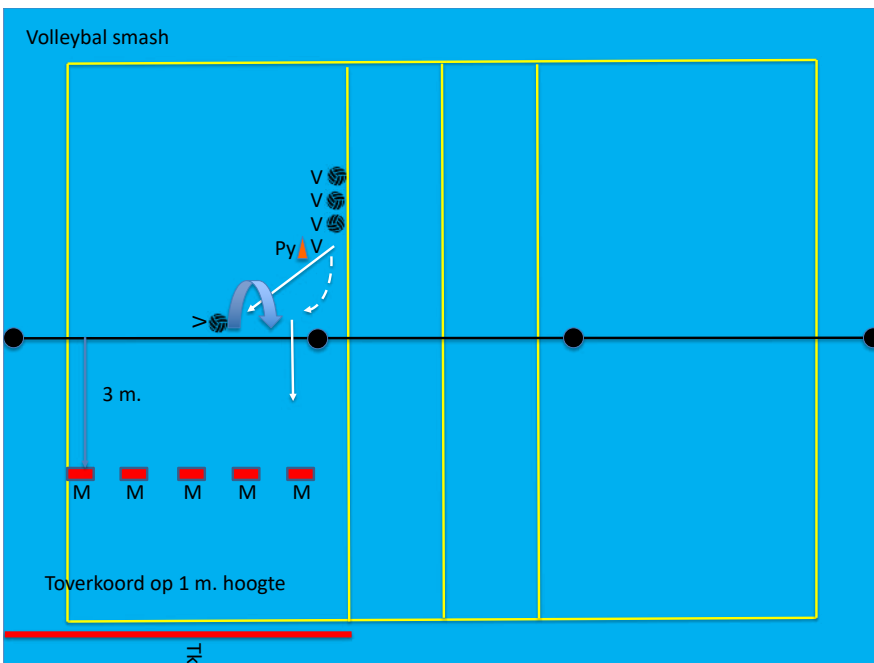 Volleybal smash
V
V
V
Py V
V
3 m.
M M M M M
Toverkoord op 1 m. hoogte
Tk